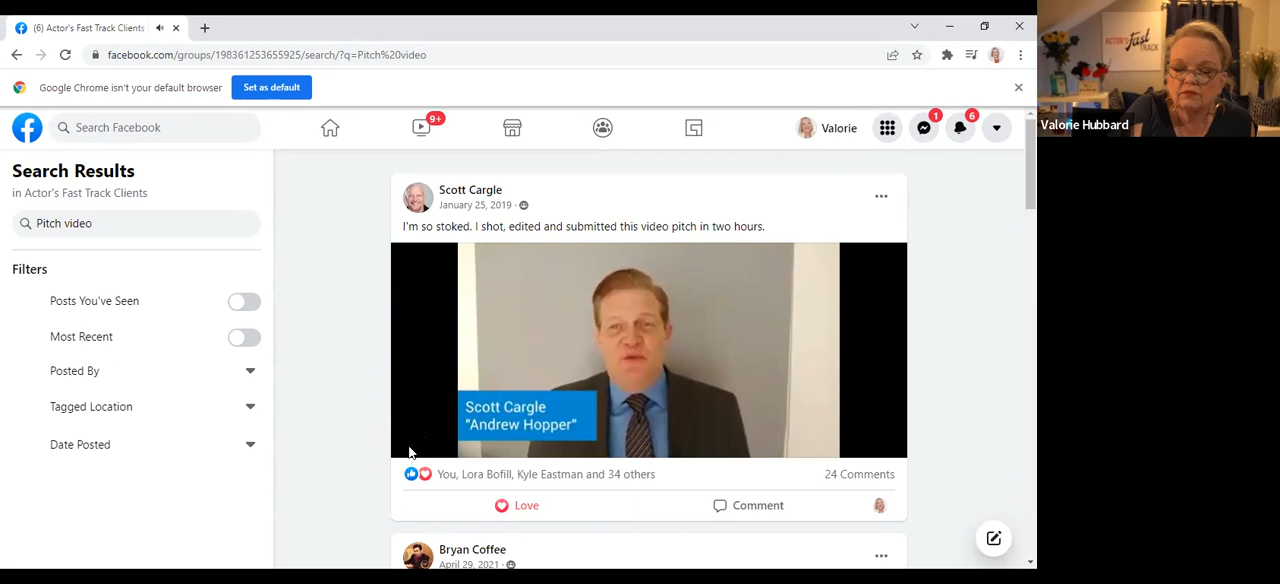 (6) Actor's Fast Track Clients
facebook.com/groups/198361253655925/search/?q=Pitch%20video
Google Chrome isn't your default browser
Set as default
Search Facebook
9+
Valorie
1
6
Search Results
in Actor's Fast Track Clients
Pitch video
Filters
Posts You've Seen
Most Recent
Posted By
Tagged Location
Date Posted
Scott Cargle
January 25, 2019
I'm so stoked. I shot, edited and submitted this video pitch in two hours.
Scott Cargle
"Andrew Hopper"
You, Lora Bofill, Kyle Eastman and 34 others
24 Comments
Love
Comment
Bryan Coffee
April 29, 2021
ACTOR'S
Fast
TRACK
Valorie Hubbard